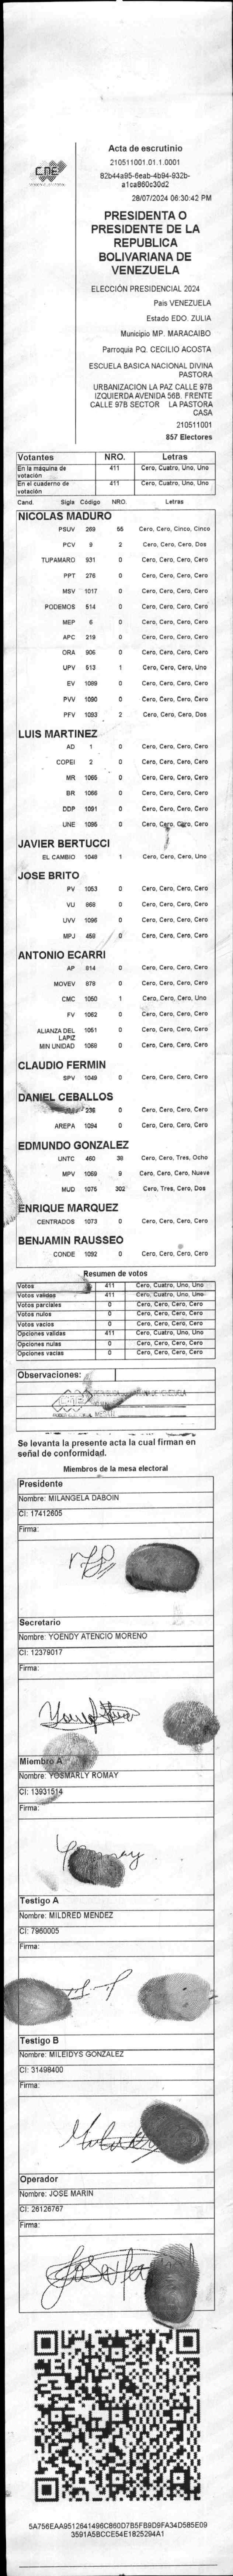 CNE
Acta de escrutinio
210511001.01.1.0001
82b44a95-6eab-4b94-932b-
a1ca860c30d2
28/07/2024 06:30:42 PM
PRESIDENTA O
PRESIDENTE DE LA
REPUBLICA
BOLIVARIANA DE
VENEZUELA
ELECCIÓN PRESIDENCIAL 2024
Pais VENEZUELA
Estado EDO. ZULIA
Municipio MP. MARACAIBO
Parroquia PQ. CECILIO ACOSTA
ESCUELA BASICA NACIONAL DIVINA
PASTORA
URBANIZACION LA PAZ CALLE 97B
IZQUIERDA AVENIDA 56B. FRENTE
CALLE 97B SECTOR LA PASTORA
CASA
210511001
857 Electores
Votantes NRO. Letras
En la máquina de votación 411 Cero, Cuatro, Uno, Uno
En el cuaderno de votación 411 Cero, Cuatro, Uno, Uno
Cand. Sigla Código NRO. Letras
NICOLAS MADURO
PSUV 269 55 Cero, Cero, Cinco, Cinco
PCV 8 2 Cero, Cero, Cero, Dos
TUPAMARO 931 0 Cero, Cero, Cero, Cero
PPT 276 0 Cero, Cero, Cero, Cero
MSV 1017 0 Cero, Cero, Cero, Cero
PODEMOS 514 0 Cero, Cero, Cero, Cero
MEP 6 0 Cero, Cero, Cero, Cero
APC 219 0 Cero, Cero, Cero, Cero
ORA 906 0 Cero, Cero, Cero, Cero
UPV 513 1 Cero, Cero, Cero, Uno
EV 1089 0 Cero, Cero, Cero, Cero
PVV 1090 0 Cero, Cero, Cero, Cero
PFV 1093 2 Cero, Cero, Cero, Dos
LUIS MARTINEZ
AD 1 0 Cero, Cero, Cero, Cero
COPEI 2 0 Cero, Cero, Cero, Cero
MR 1065 0 Cero, Cero, Cero, Cero
BR 1066 0 Cero, Cero, Cero, Cero
DDP 1091 0 Cero, Cero, Cero, Cero
UNE 1095 0 Cero, Cero, Cero, Cero
JAVIER BERTUCCI
EL CAMBIO 1048 1 Cero, Cero, Cero, Uno
JOSE BRITO
PV 1053 0 Cero, Cero, Cero, Cero
VU 968 0 Cero, Cero, Cero, Cero
UVV 1096 0 Cero, Cero, Cero, Cero
MPJ 458 0 Cero, Cero, Cero, Cero
ANTONIO ECARRI
AP 814 0 Cero, Cero, Cero, Cero
MOVEV 878 0 Cero, Cero, Cero, Cero
CMC 1050 1 Cero, Cero, Cero, Uno
FV 1062 0 Cero, Cero, Cero, Cero
ALIANZA DEL LAPIZ 1051 0 Cero, Cero, Cero, Cero
MIN UNIDAD 1068 0 Cero, Cero, Cero, Cero
CLAUDIO FERMIN
SPV 1049 0 Cero, Cero, Cero, Cero
DANIEL CEBALLOS
236 0 Cero, Cero, Cero, Cero
AREPA 1094 0 Cero, Cero, Cero, Cero
EDMUNDO GONZALEZ
UNTC 460 38 Cero, Cero, Tres, Ocho
MPV 1069 9 Cero, Cero, Cero, Nueve
MUD 1075 302 Cero, Tres, Cero, Dos
ENRIQUE MARQUEZ
CENTRADOS 1073 0 Cero, Cero, Cero, Cero
BENJAMIN RAUSSEO
CONDE 1092 0 Cero, Cero, Cero, Cero
Resumen de votos
Votos 411 Cero, Cuatro, Uno, Uno
Votos validos 411 Cero, Cuatro, Uno, Uno
Votos parciales 0 Cero, Cero, Cero, Cero
Votos nulos 0 Cero, Cero, Cero, Cero
Votos vacios 0 Cero, Cero, Cero, Cero
Opciones validas 411 Cero, Cuatro, Uno, Uno
Opciones nulas 0 Cero, Cero, Cero, Cero
Opciones vacias 0 Cero, Cero, Cero, Cero
Observaciones:
Se levanta la presente acta la cual firman en
señal de conformidad.
Miembros de la mesa electoral
Presidente
Nombre: MILANGELA DABOIN
CI: 17412605
Firma:
Secretario
Nombre: YOENDY ATENCIO MORENO
CI: 12379017
Firma:
Miembro A
Nombre: YOSMARLY ROMAY
CI: 13931514
Firma:
Testigo A
Nombre: MILDRED MENDEZ
CI: 7960005
Firma:
Testigo B
Nombre: MILEIDYS GONZALEZ
CI: 31498400
Firma:
Operador
Nombre: JOSE MARIN
CI: 26126767
Firma:
5A756EAA9512641496C860D7B5FB9D9FA34D585E09
3591A5BCCE54E1825294A1